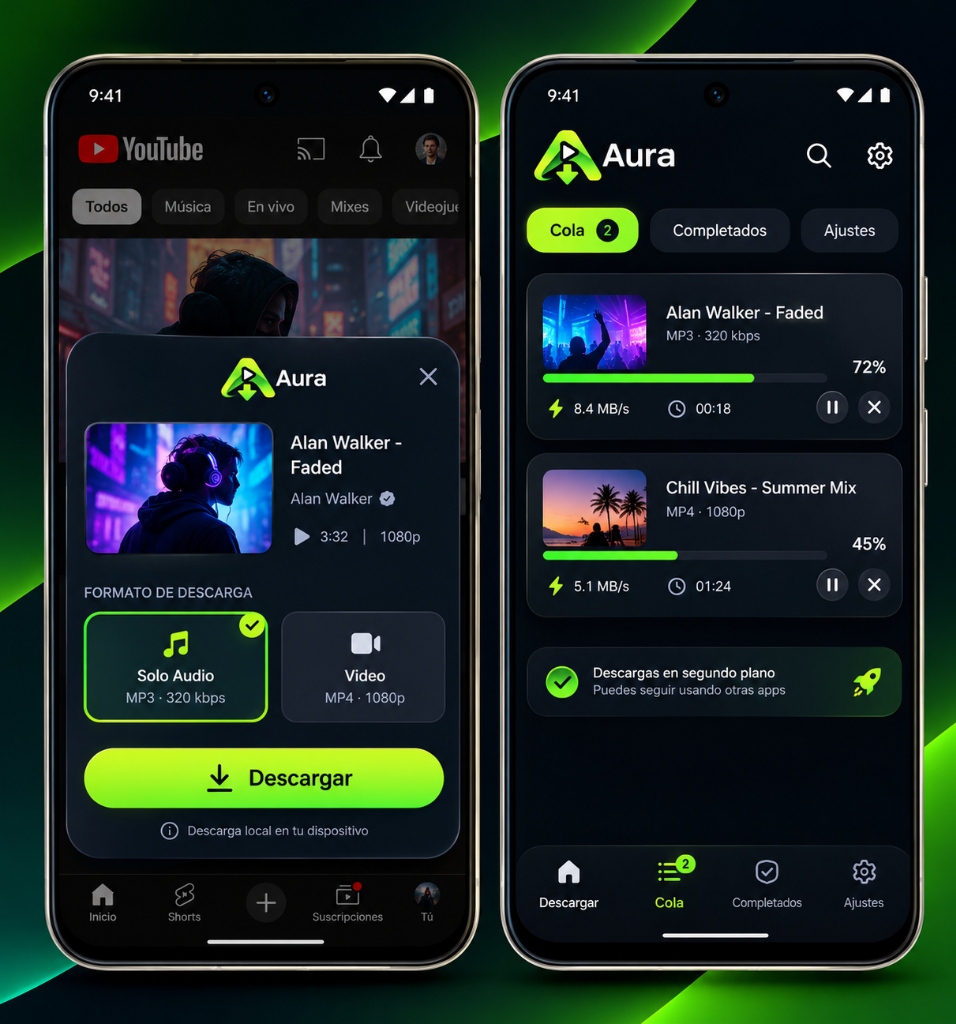 9:41
YouTube
Todos
Música
En vivo
Mixes
Videojue
Aura
Alan Walker -
Faded
Alan Walker
3:32 | 1080p
FORMATO DE DESCARGA
Solo Audio
MP3 · 320 kbps
Video
MP4 · 1080p
Descargar
Descarga local en tu dispositivo
Inicio
Shorts
Suscripciones
Tú
9:41
Aura
Cola 2
Completados
Ajustes
Alan Walker - Faded
MP3 · 320 kbps
72%
8.4 MB/s
00:18
Chill Vibes - Summer Mix
MP4 · 1080p
45%
5.1 MB/s
01:24
Descargas en segundo plano
Puedes seguir usando otras apps
Descargar
2
Cola
Completados
Ajustes